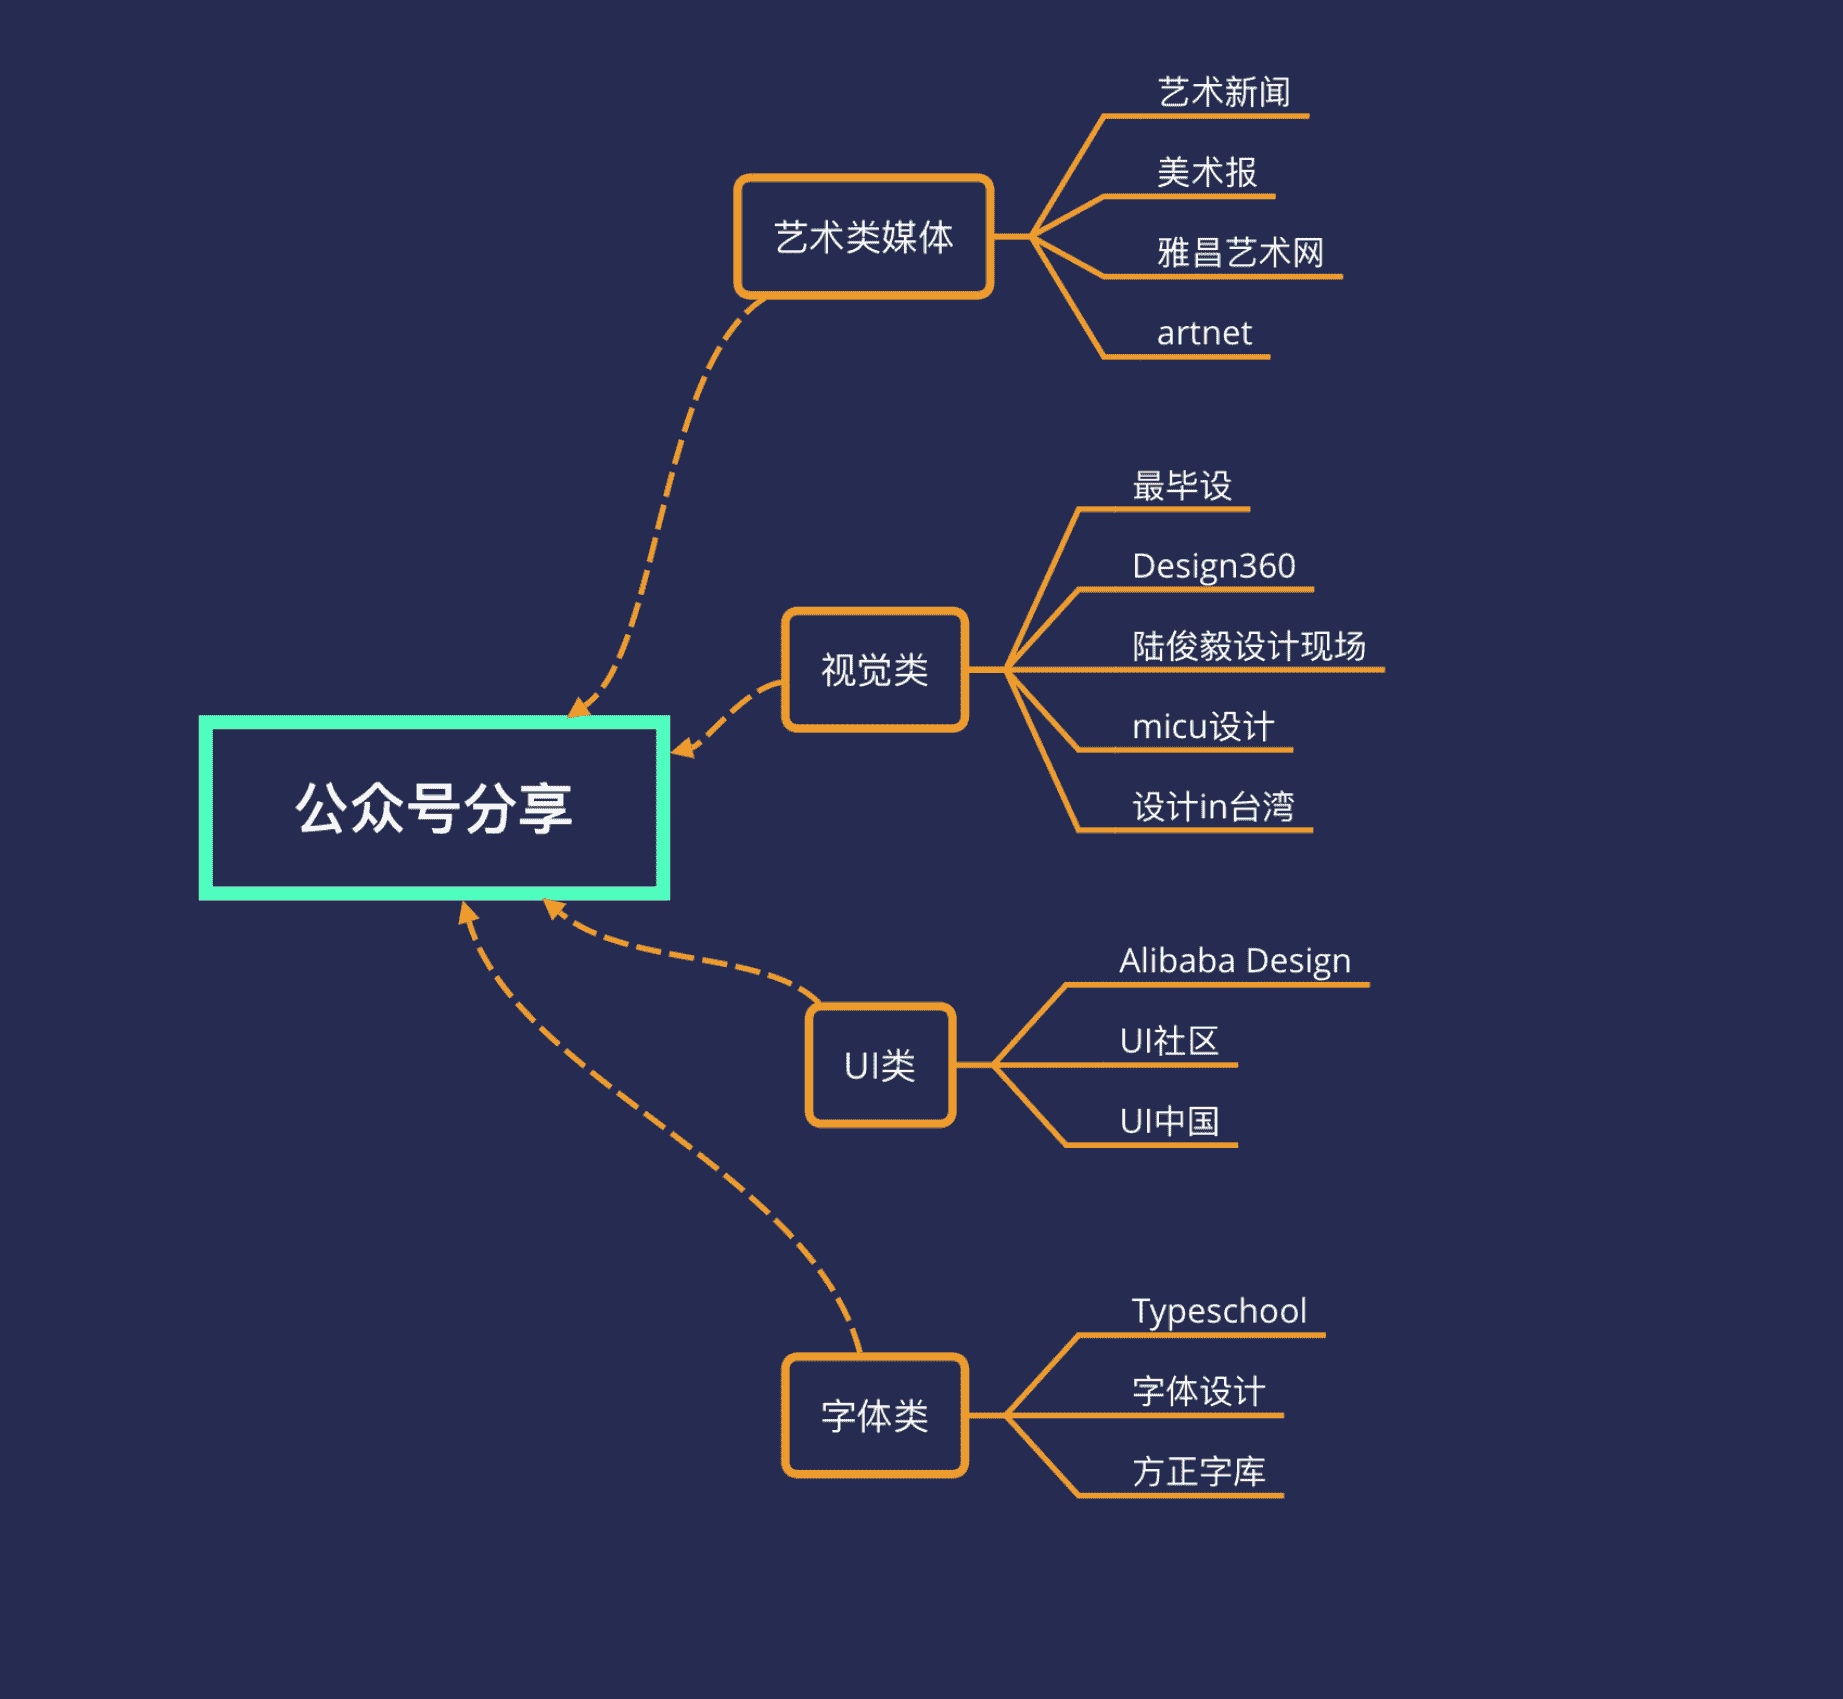 艺术新闻
美术报
艺术类媒体
雅昌艺术网
artnet
最毕设
Design360
视觉类
陆俊毅设计现场
micu设计
设计in台湾
公众号分享
Alibaba Design
UI类
UI社区
UI中国
Typeschool
字体类
字体设计
方正字库